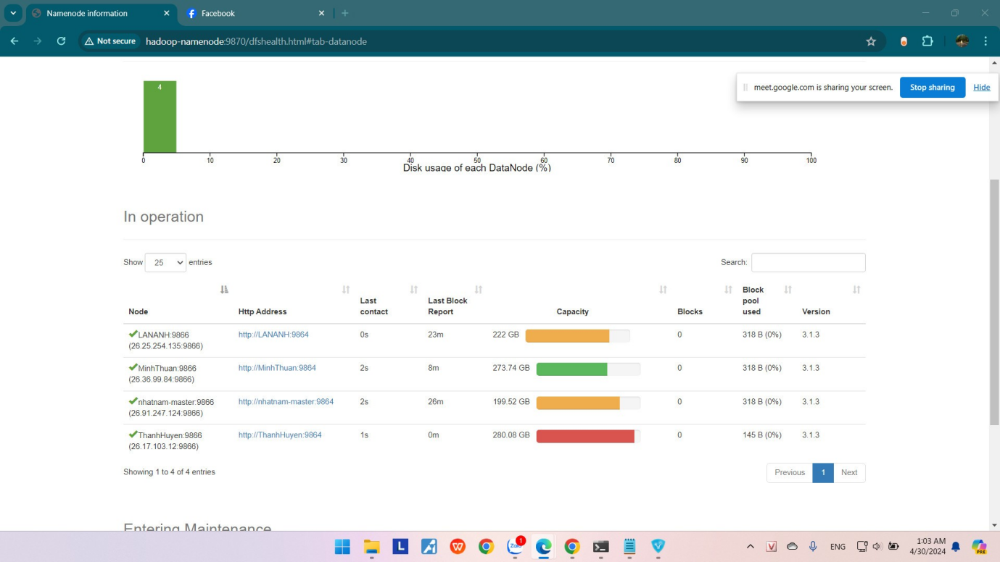 Namenode information
Facebook
Not secure hadoop-namenode:9870/dfshealth.html#tab-datanode
meet.google.com is sharing your screen. Stop sharing Hide
4
0 10 20 30 40 50 60 70 80 90 100
Disk usage of each DataNode (%)
In operation
Show 25 entries Search:
Node Http Address Last contact Last Block Report Capacity Blocks Block pool used Version
LANANH:9866 http://LANANH:9864 0s 23m 222 GB 0 318 B (0%) 3.1.3
(26.25.254.135:9866)
MinhThuan:9866 http://MinhThuan:9864 2s 8m 273.74 GB 0 318 B (0%) 3.1.3
(26.36.99.84:9866)
nhatnam-master:9866 http://nhatnam-master:9864 2s 26m 199.52 GB 0 318 B (0%) 3.1.3
(26.91.247.124:9866)
ThanhHuyen:9866 http://ThanhHuyen:9864 1s 0m 280.08 GB 0 145 B (0%) 3.1.3
(26.17.103.12:9866)
Showing 1 to 4 of 4 entries Previous 1 Next
Entering Maintenance
L
W
Zalo
1
V
ENG
1:03 AM
4/30/2024
PRE